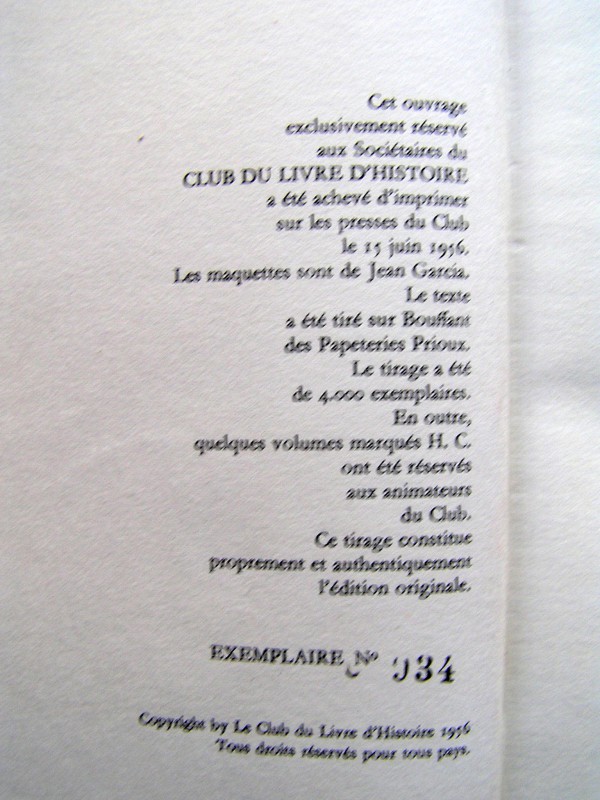 Cet ouvrage
exclusivement réservé
aux Sociétaires du
CLUB DU LIVRE D'HISTOIRE
a été achevé d'imprimer
sur les presses du Club
le 15 juin 1956.
Les maquettes sont de Jean Garcia.
Le texte
a été tiré sur Bouffant
des Papeteries Prioux.
Le tirage a été
de 4.000 exemplaires.
En outre,
quelques volumes marqués H. C.
ont été réservés
aux animateurs
du Club.
Ce tirage constitue
proprement et authentiquement
l'édition originale.
EXEMPLAIRE Nº 934
Copyright by Le Club du Livre d'Histoire 1956
Tous droits réservés pour tous pays.